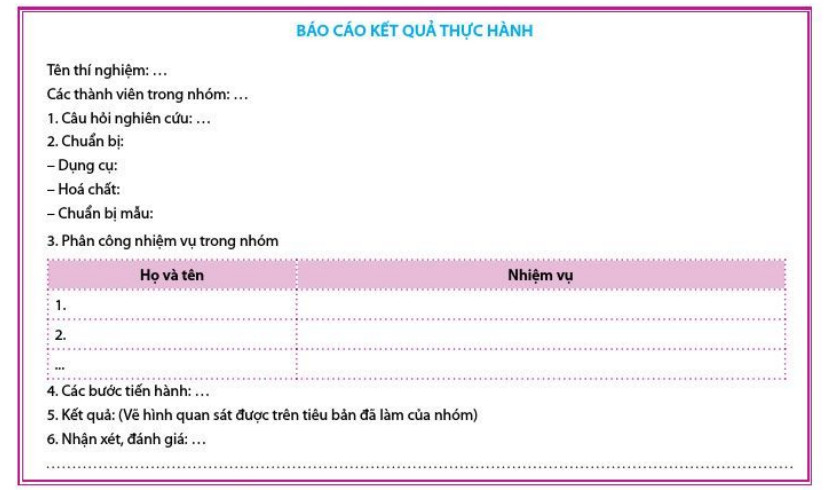 BÁO CÁO KẾT QUẢ THỰC HÀNH
Tên thí nghiệm: …
Các thành viên trong nhóm: …
1. Câu hỏi nghiên cứu: …
2. Chuẩn bị:
– Dụng cụ:
– Hoá chất:
– Chuẩn bị mẫu:
3. Phân công nhiệm vụ trong nhóm
Họ và tên Nhiệm vụ
1.
2.
...
4. Các bước tiến hành: …
5. Kết quả: (Vẽ hình quan sát được trên tiêu bản đã làm của nhóm)
6. Nhận xét, đánh giá: …